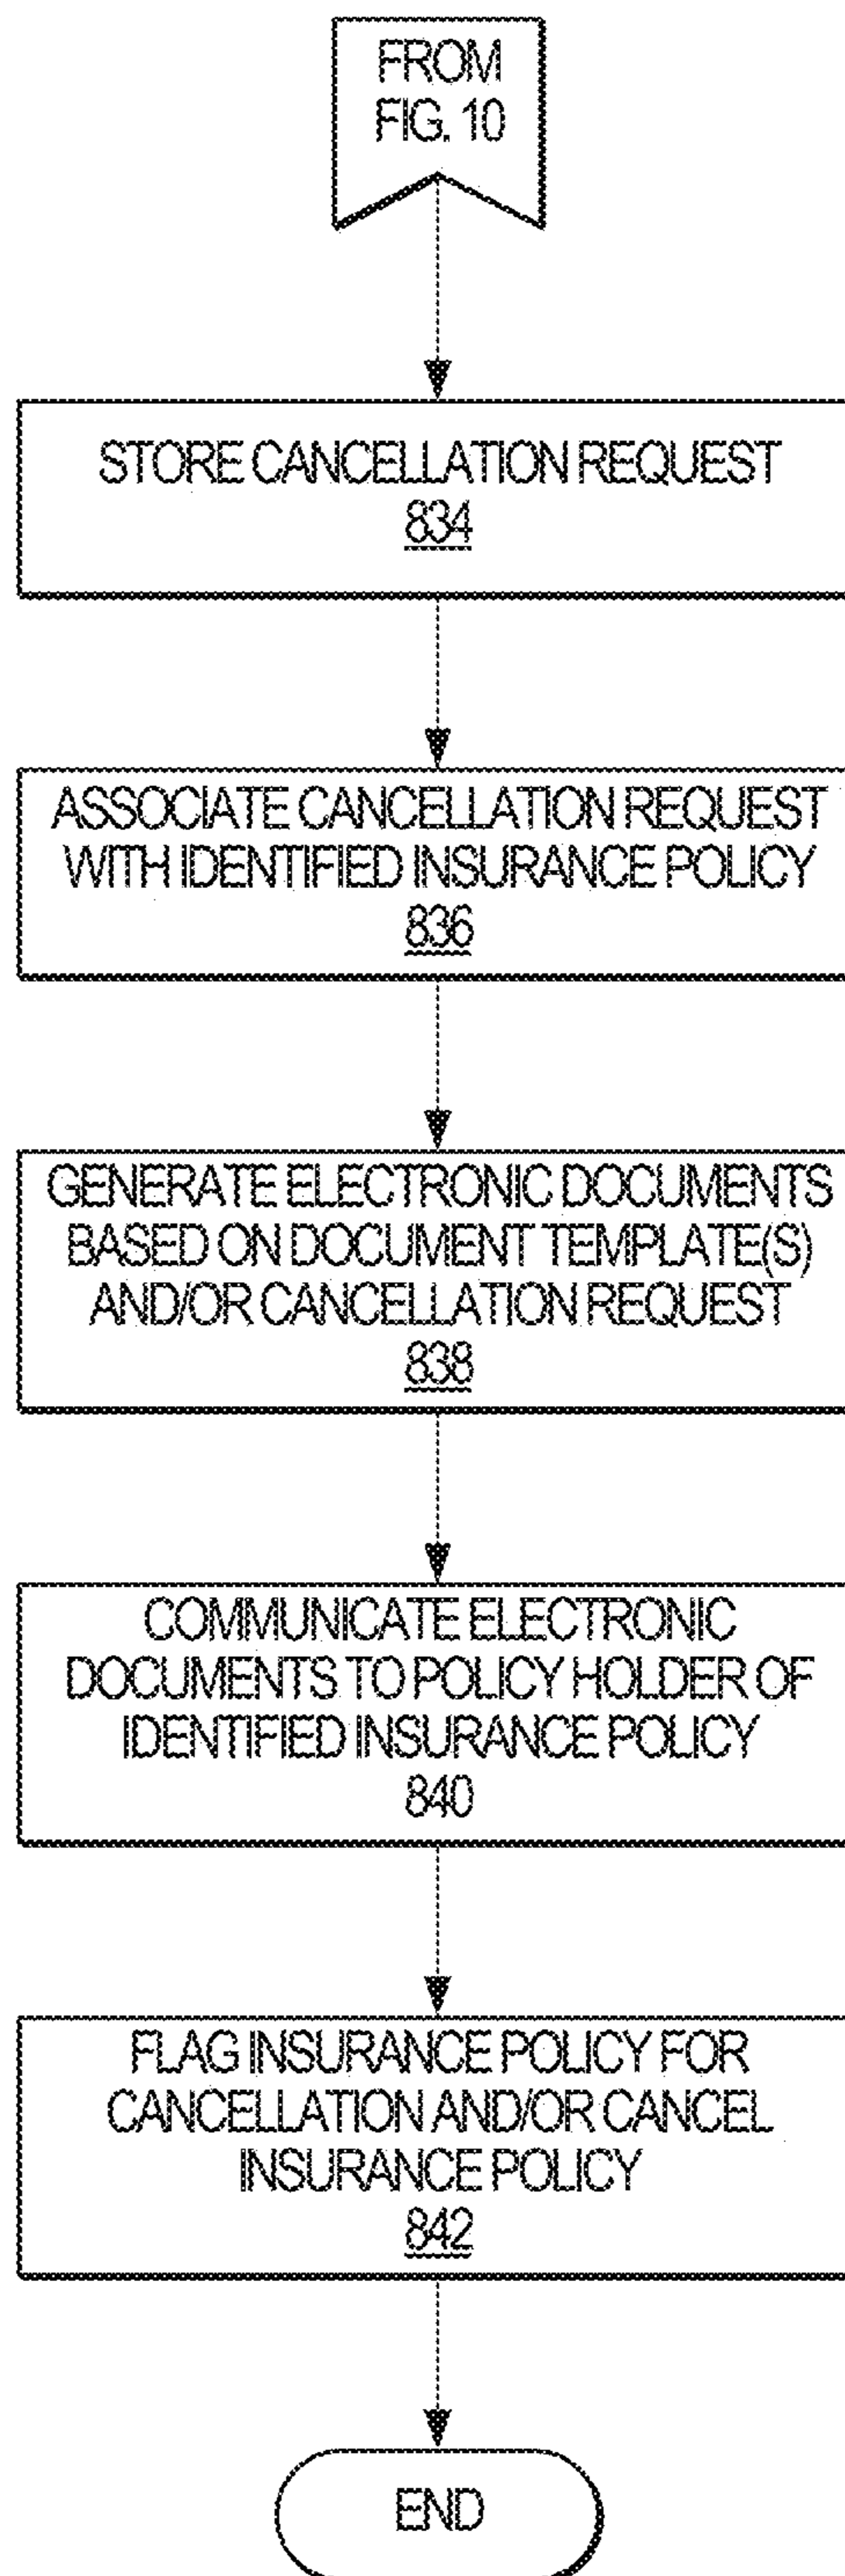 FROM
FIG. 10
STORE CANCELLATION REQUEST
834
ASSOCIATE CANCELLATION REQUEST
WITH IDENTIFIED INSURANCE POLICY
836
GENERATE ELECTRONIC DOCUMENTS
BASED ON DOCUMENT TEMPLATE(S)
AND/OR CANCELLATION REQUEST
838
COMMUNICATE ELECTRONIC
DOCUMENTS TO POLICY HOLDER OF
IDENTIFIED INSURANCE POLICY
840
FLAG INSURANCE POLICY FOR
CANCELLATION AND/OR CANCEL
INSURANCE POLICY
842
END